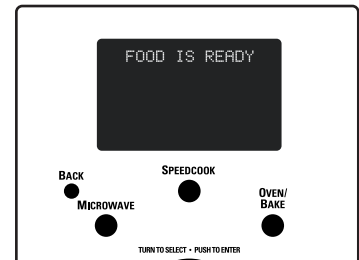 FOOD IS READY
SPEEDCOOK
BACK
MICROWAVE
OVEN/
BAKE
TURN TO SELECT • PUSH TO ENTER